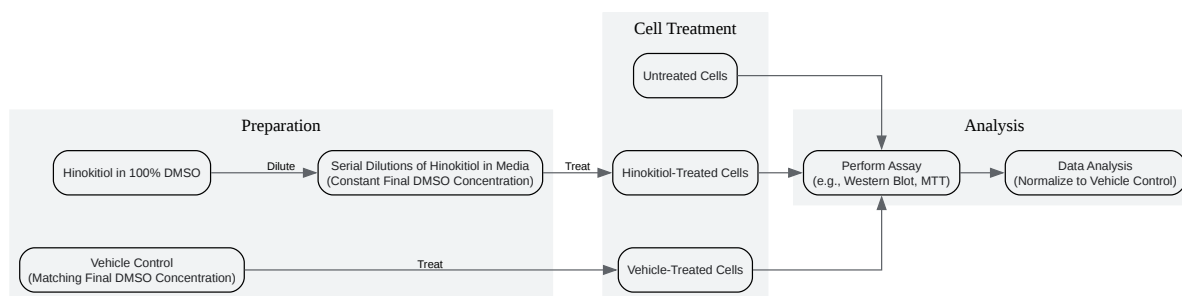 Cell Treatment
Untreated Cells
Preparation
Analysis
Hinokitiol in 100% DMSO
Dilute
Serial Dilutions of Hinokitiol in Media
(Constant Final DMSO Concentration)
Treat
Hinokitiol-Treated Cells
Perform Assay
(e.g., Western Blot, MTT)
Data Analysis
(Normalize to Vehicle Control)
Vehicle Control
(Matching Final DMSO Concentration)
Treat
Vehicle-Treated Cells